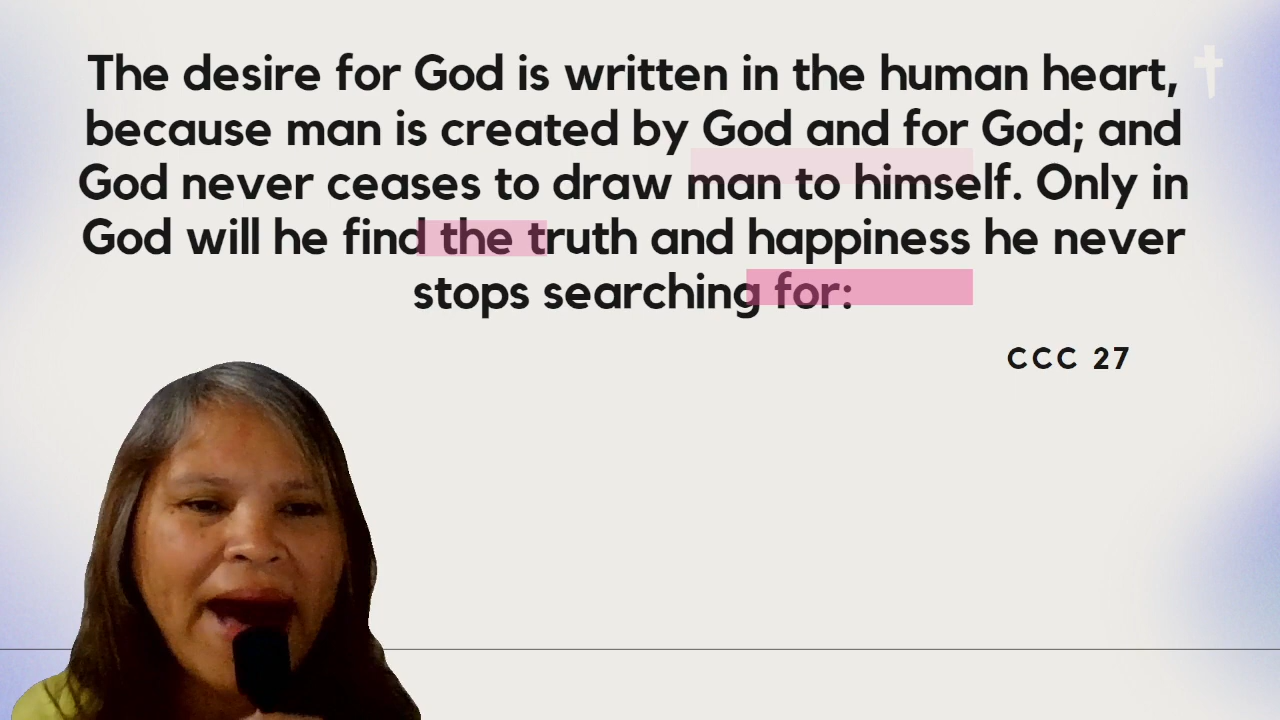 The desire for God is written in the human heart,
because man is created by God and for God; and
God never ceases to draw man to himself. Only in
God will he find the truth and happiness he never
stops searching for:
CCC 27